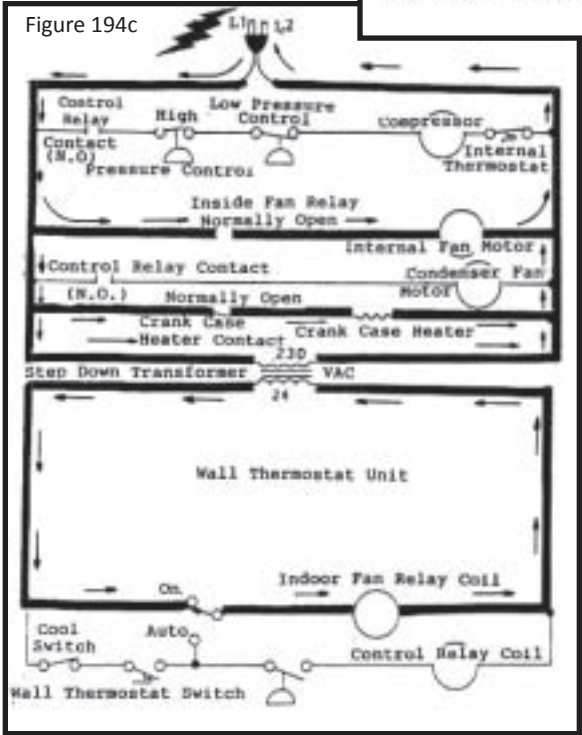 Figure 194c
L1 L2
Control
Relay
Contact
(N.O)
High
Pressure Control
Low Pressure
Control
Compressor
Internal
Thermostat
Inside Fan Relay
Normally Open
Internal Fan Motor
Control Relay Contact
(N.O.)
Normally Open
Condenser Fan
Motor
Crank Case
Heater Contact
Crank Case Heater
230
Step Down Transformer
VAC
24
Wall Thermostat Unit
Indoor Fan Relay Coil
On
Cool
Switch
Auto
Control Relay Coil
Wall Thermostat Switch